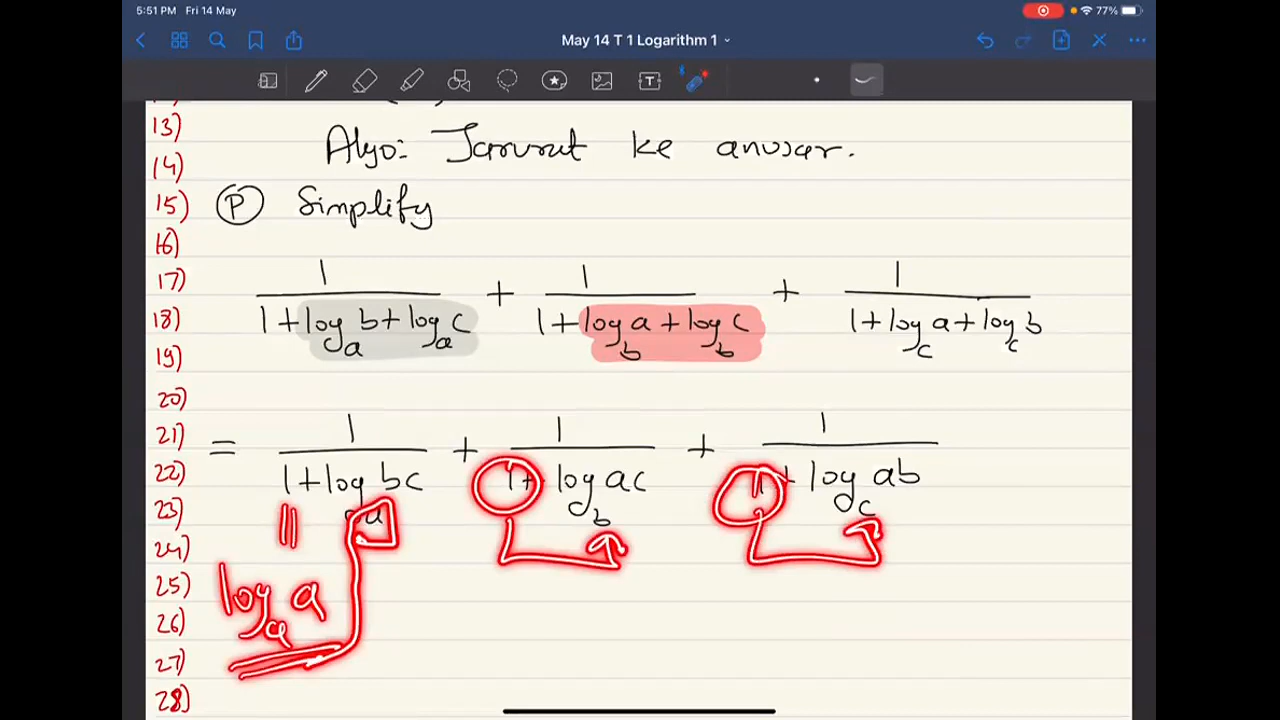 5:51 PM Fri 14 May 77%
May 14 T 1 Logarithm 1
13)
14) Algo: Jarurat ke anusar.
15) (P) Simplify
16)
17) 1 + 1 + 1
18) 1+log_a b+log_a c 1+log_b a+log_b c 1+log_c a+log_c b
19)
20)
21) = 1 + 1 + 1
22) 1+log_a bc 1+log_b ac 1+log_c ab
23)
24) ||
25) log_a a
26)
27)
28)